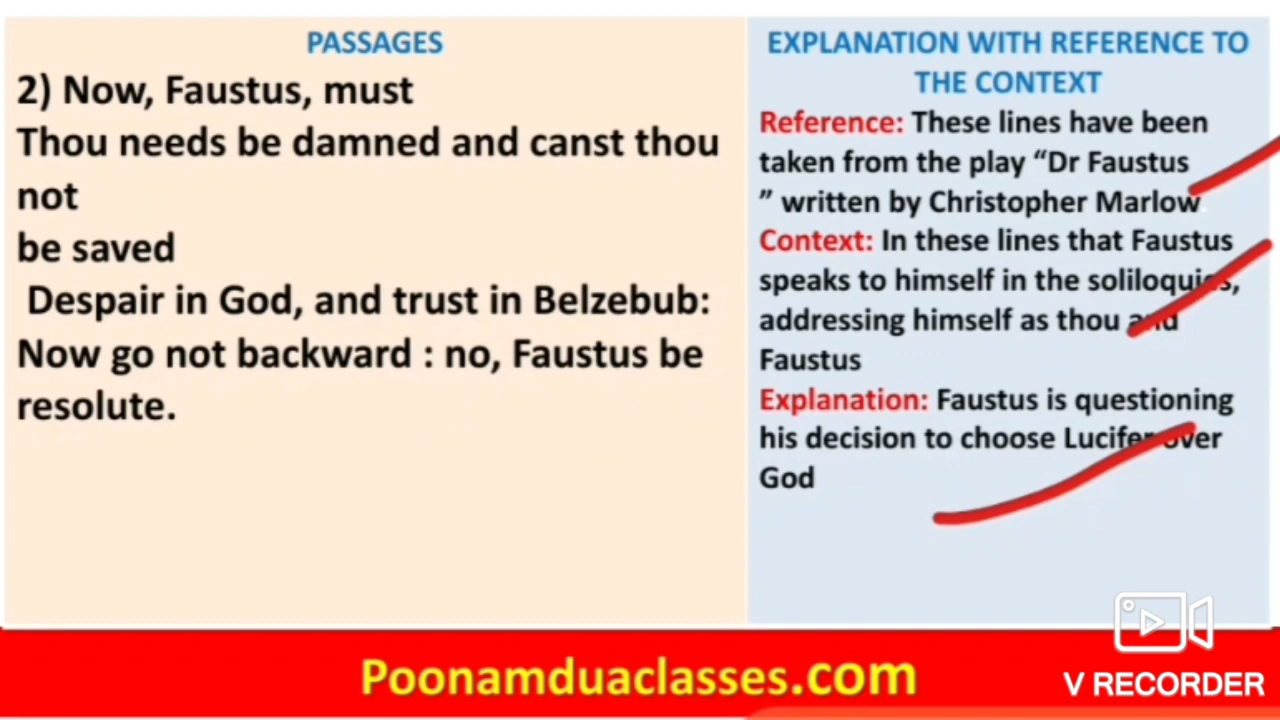 PASSAGES
2) Now, Faustus, must
Thou needs be damned and canst thou
not
be saved
Despair in God, and trust in Belzebub:
Now go not backward : no, Faustus be
resolute.
EXPLANATION WITH REFERENCE TO
THE CONTEXT
Reference: These lines have been
taken from the play “Dr Faustus
” written by Christopher Marlow
Context: In these lines that Faustus
speaks to himself in the soliloquies,
addressing himself as thou and
Faustus
Explanation: Faustus is questioning
his decision to choose Lucifer over
God
Poonamduaclasses.com
V RECORDER